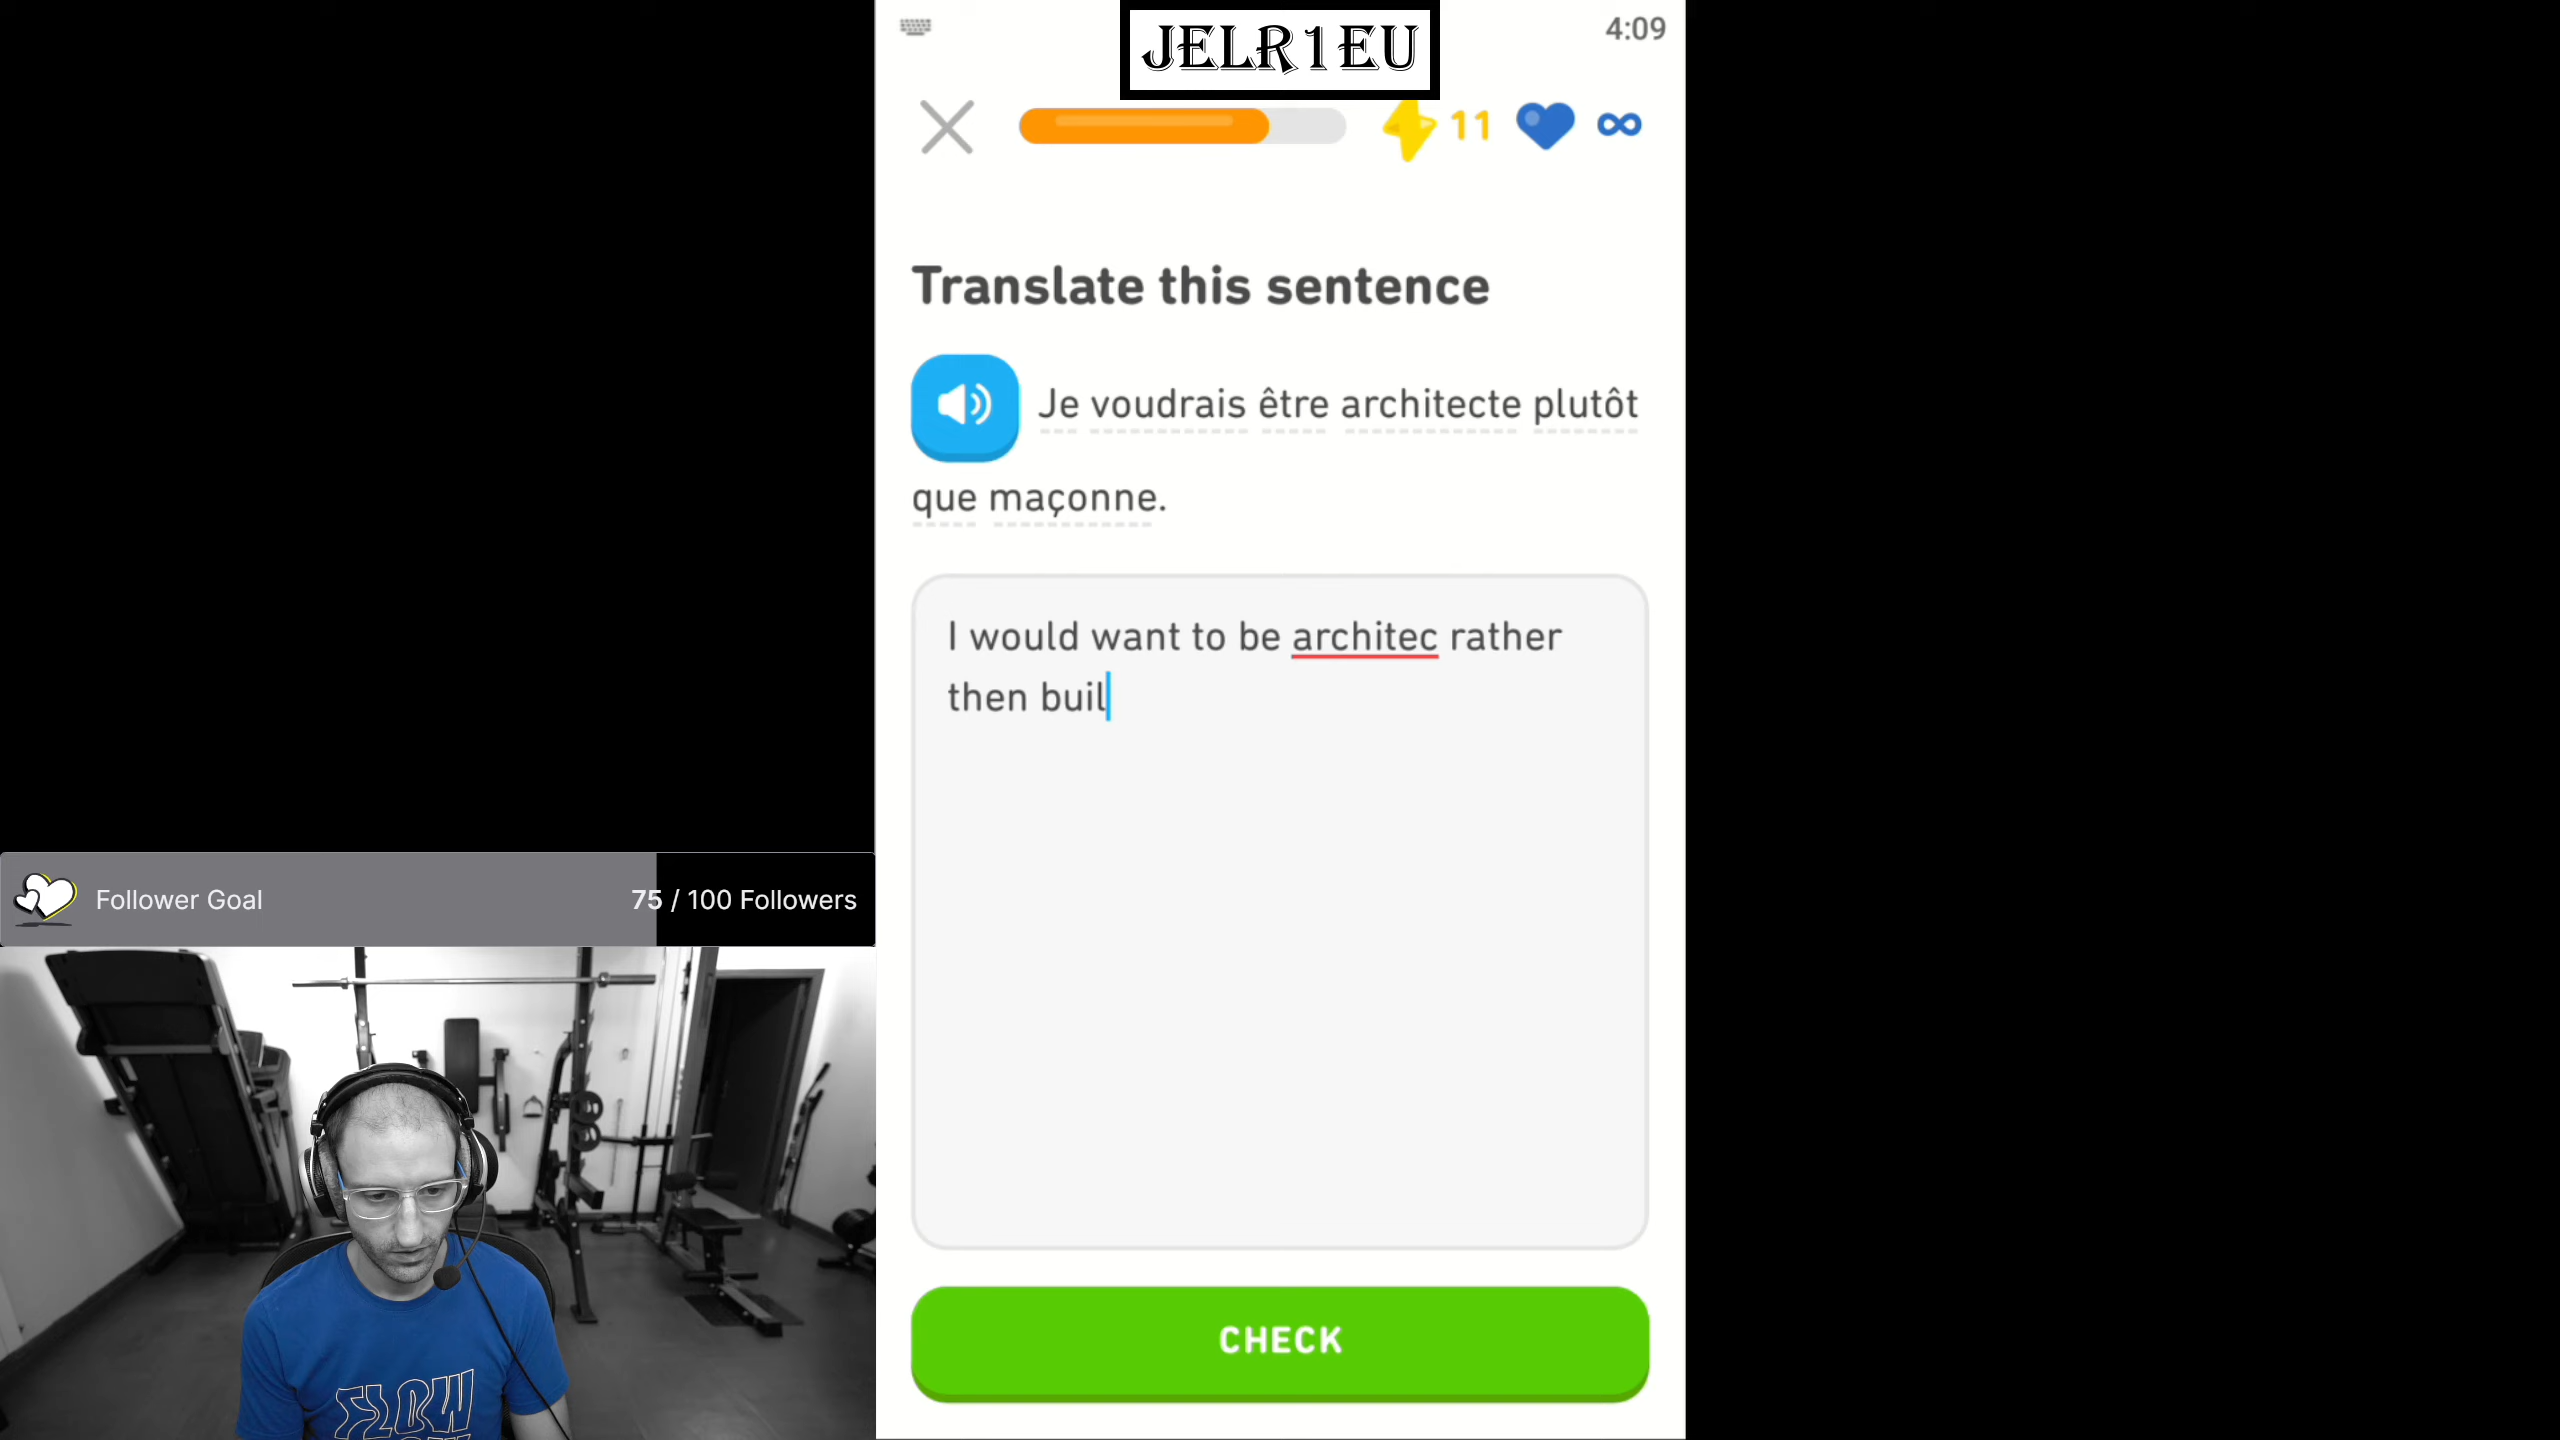 JELR1EU
4:09
11
Translate this sentence
Je voudrais être architecte plutôt
que maçonne.
I would want to be architec rather
then buil
CHECK
Follower Goal
75 / 100 Followers
FLOW